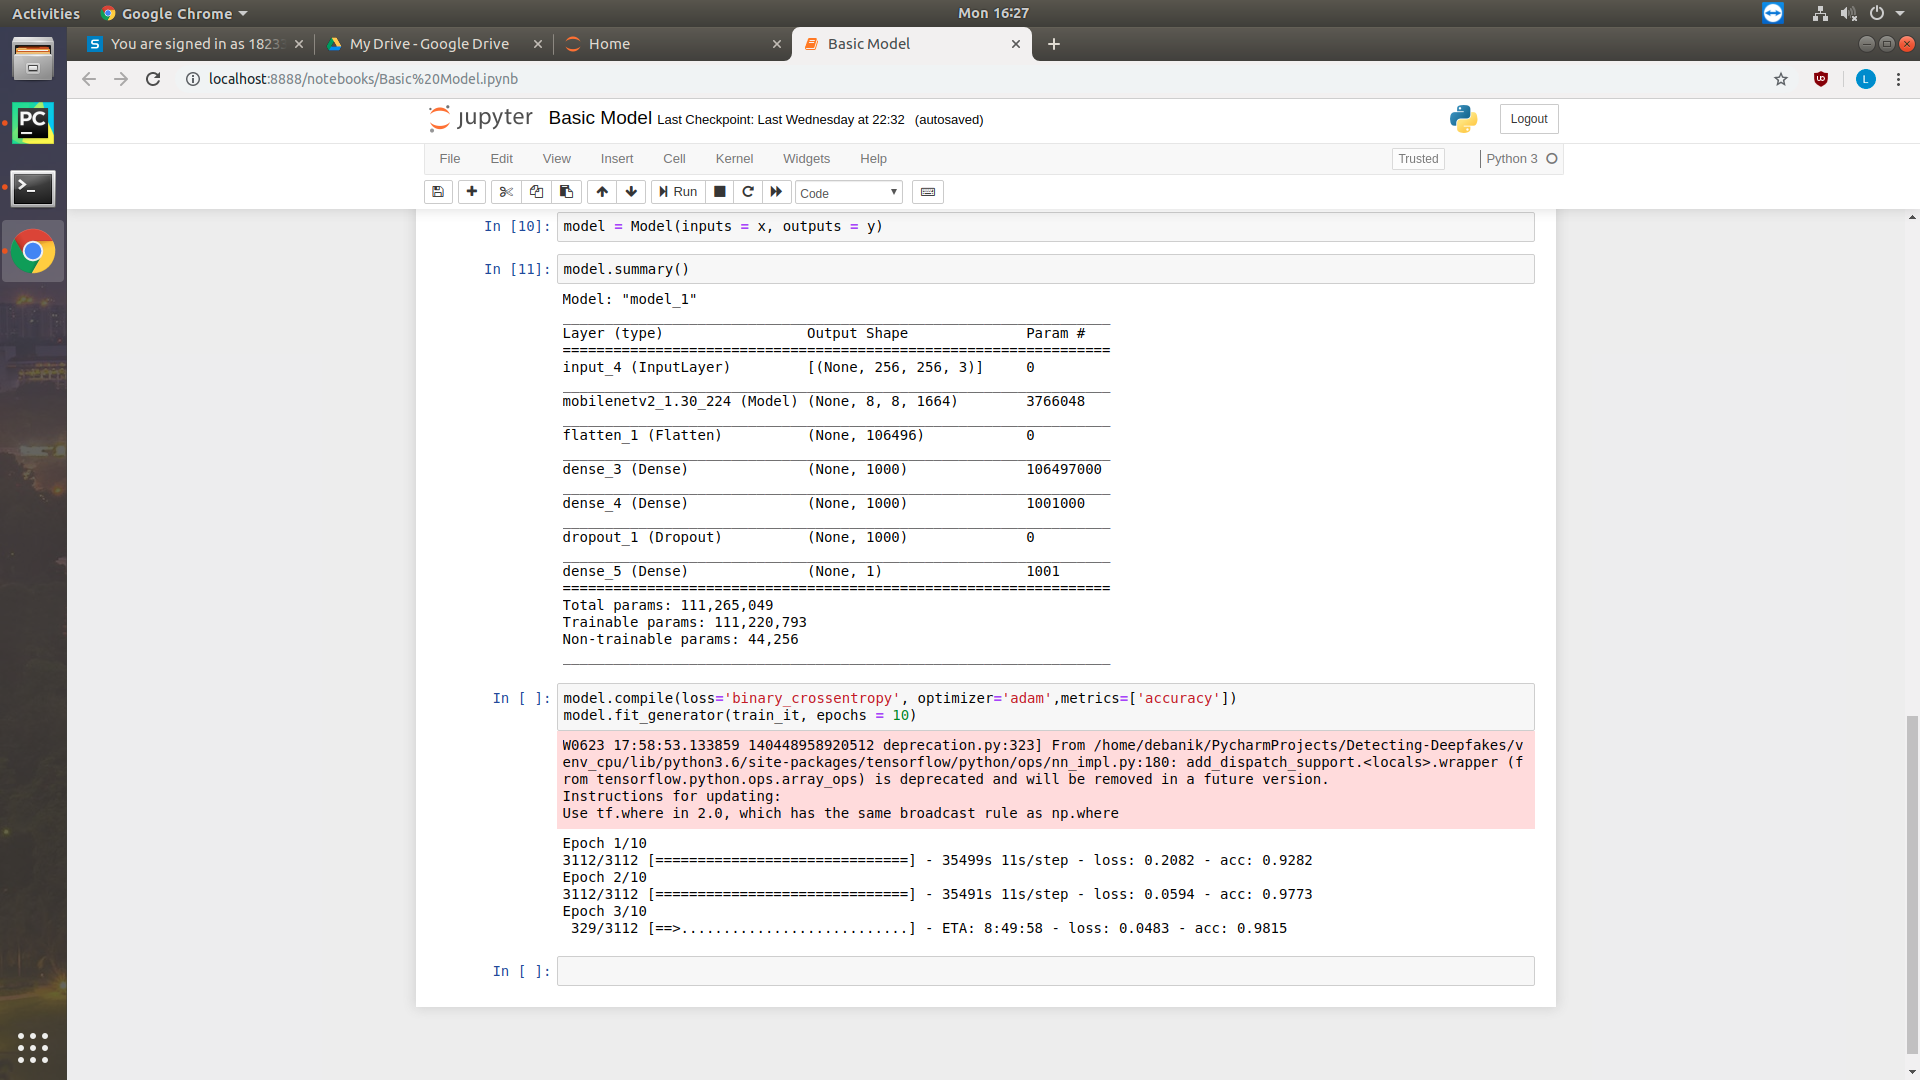 Activities Google Chrome Mon 16:27
You are signed in as 1823 My Drive - Google Drive Home Basic Model
localhost:8888/notebooks/Basic%20Model.ipynb L
PC
jupyter Basic Model Last Checkpoint: Last Wednesday at 22:32 (autosaved) Logout
File Edit View Insert Cell Kernel Widgets Help Trusted Python 3
Run Code
In [10]: model = Model(inputs = x, outputs = y)
In [11]: model.summary()
Model: "model_1"
_________________________________________________________________
Layer (type)                 Output Shape              Param #
=================================================================
input_4 (InputLayer)         [(None, 256, 256, 3)]     0
_________________________________________________________________
mobilenetv2_1.30_224 (Model) (None, 8, 8, 1664)        3766048
_________________________________________________________________
flatten_1 (Flatten)          (None, 106496)            0
_________________________________________________________________
dense_3 (Dense)              (None, 1000)              106497000
_________________________________________________________________
dense_4 (Dense)              (None, 1000)              1001000
_________________________________________________________________
dropout_1 (Dropout)          (None, 1000)              0
_________________________________________________________________
dense_5 (Dense)              (None, 1)                 1001
=================================================================
Total params: 111,265,049
Trainable params: 111,220,793
Non-trainable params: 44,256
_________________________________________________________________
In [ ]: model.compile(loss='binary_crossentropy', optimizer='adam',metrics=['accuracy'])
model.fit_generator(train_it, epochs = 10)
W0623 17:58:53.133859 140448958920512 deprecation.py:323] From /home/debanik/PycharmProjects/Detecting-Deepfakes/v
env_cpu/lib/python3.6/site-packages/tensorflow/python/ops/nn_impl.py:180: add_dispatch_support.<locals>.wrapper (f
rom tensorflow.python.ops.array_ops) is deprecated and will be removed in a future version.
Instructions for updating:
Use tf.where in 2.0, which has the same broadcast rule as np.where
Epoch 1/10
3112/3112 [==============================] - 35499s 11s/step - loss: 0.2082 - acc: 0.9282
Epoch 2/10
3112/3112 [==============================] - 35491s 11s/step - loss: 0.0594 - acc: 0.9773
Epoch 3/10
329/3112 [==>...........................] - ETA: 8:49:58 - loss: 0.0483 - acc: 0.9815
In [ ]: